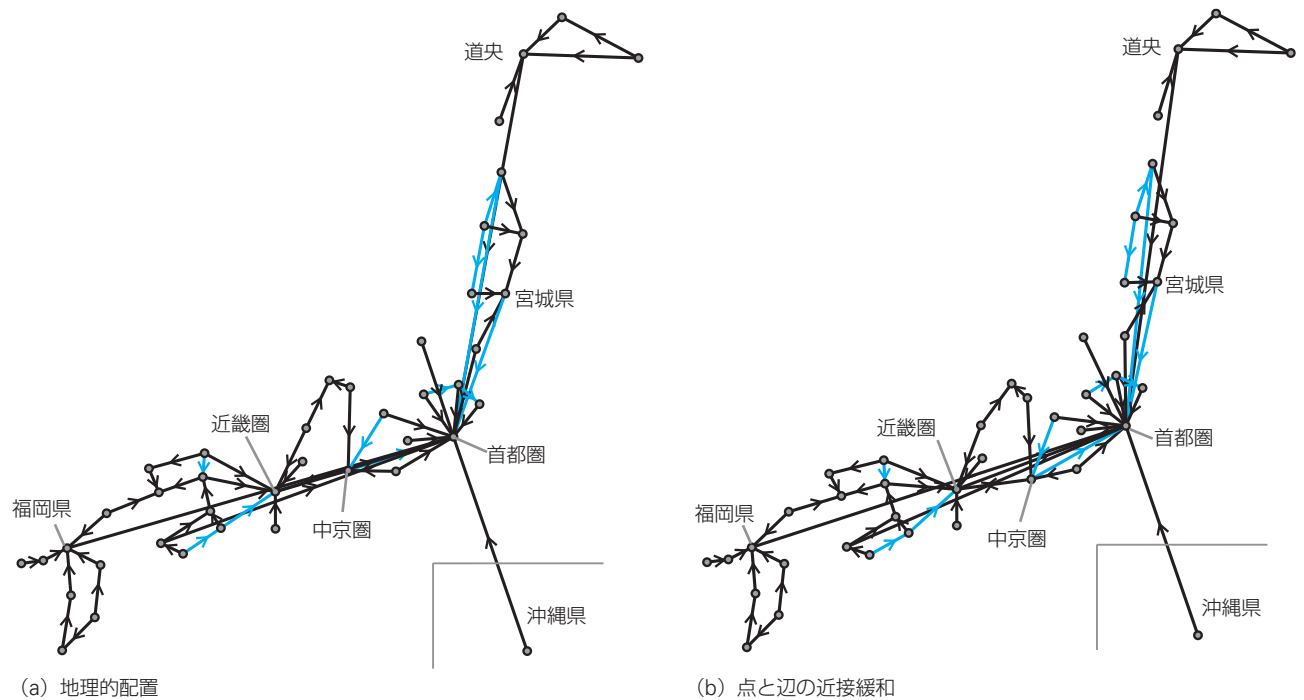 道央
宮城県
首都圏
近畿圏
中京圏
福岡県
沖縄県
(a) 地理的配置
道央
宮城県
首都圏
近畿圏
中京圏
福岡県
沖縄県
(b) 点と辺の近接緩和